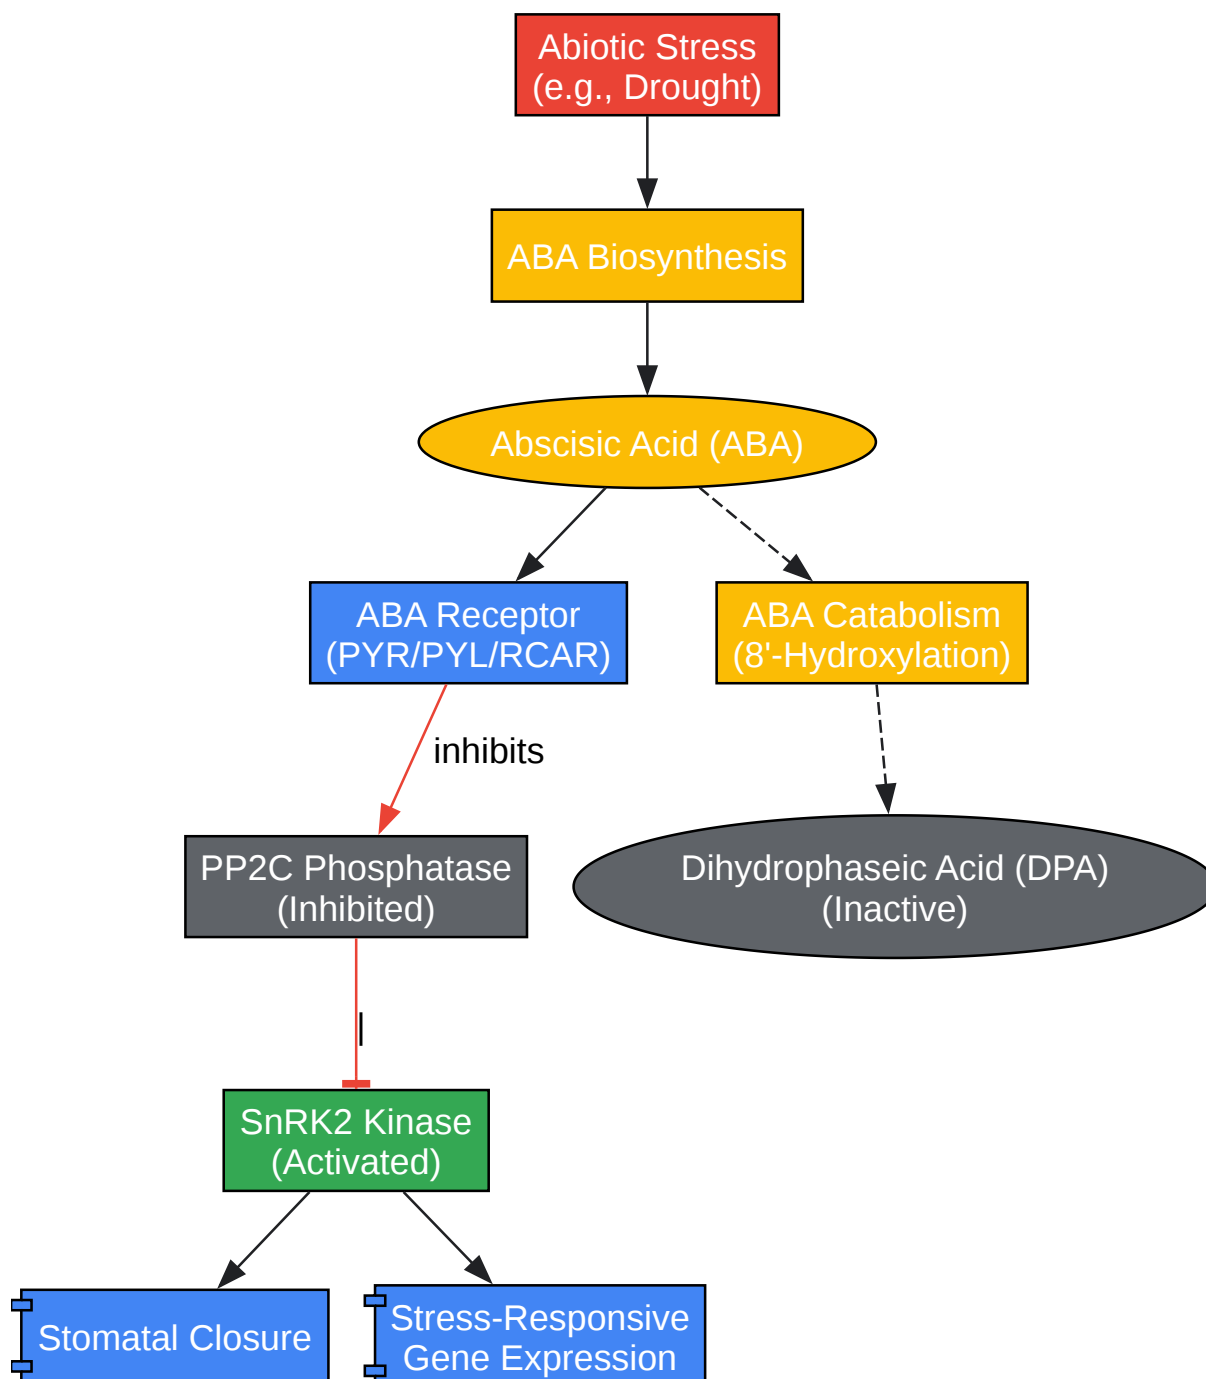 Abiotic Stress
(e.g., Drought)
ABA Biosynthesis
Abscisic Acid (ABA)
ABA Receptor
(PYR/PYL/RCAR)
ABA Catabolism
(8'-Hydroxylation)
inhibits
PP2C Phosphatase
(Inhibited)
Dihydrophaseic Acid (DPA)
(Inactive)
|
SnRK2 Kinase
(Activated)
Stomatal Closure
Stress-Responsive
Gene Expression